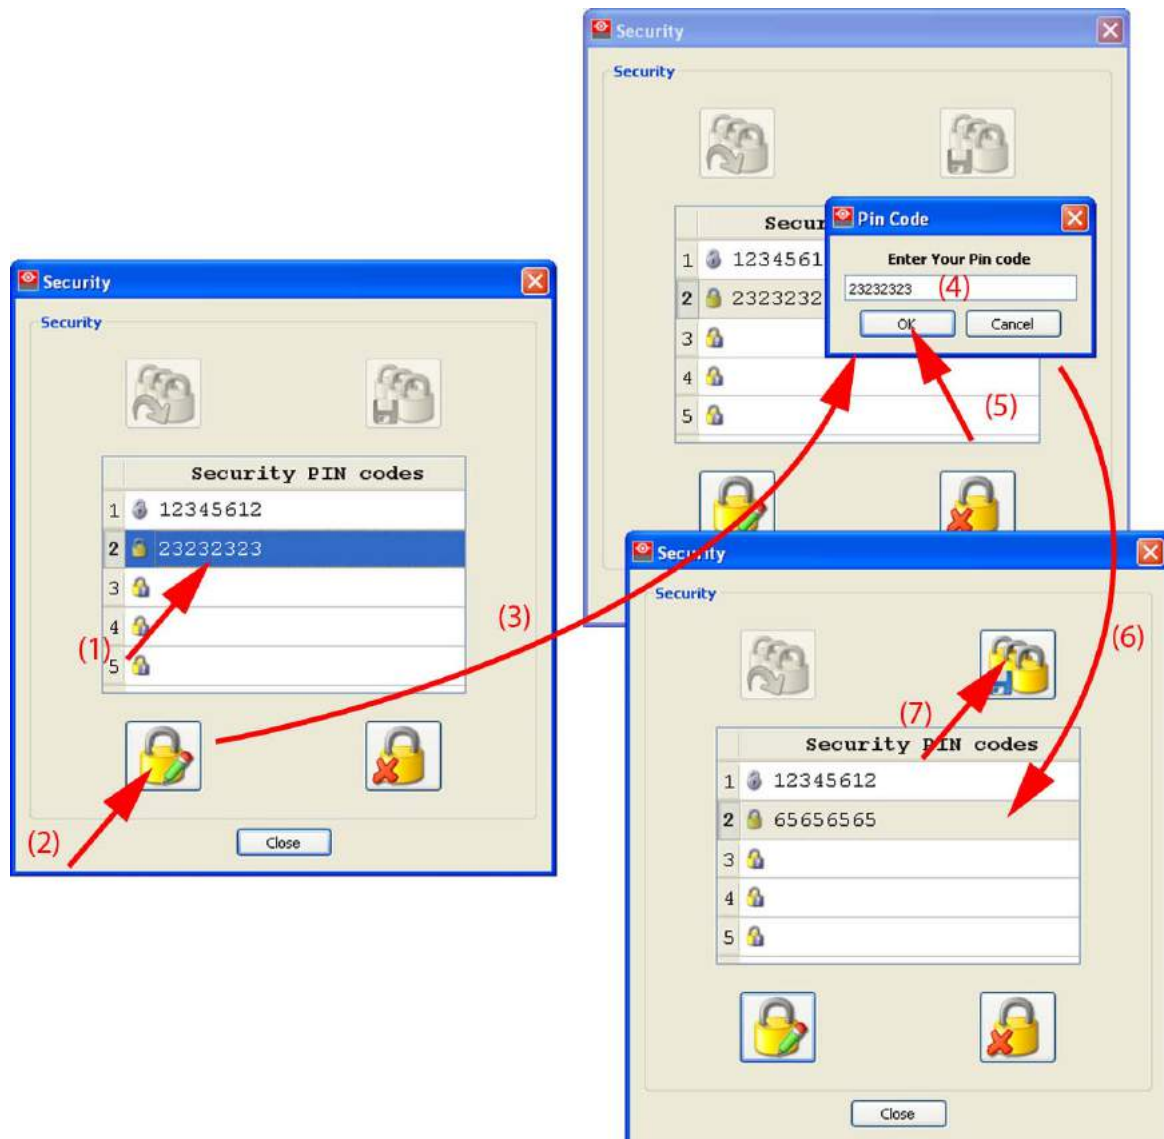 Security
Security
Secur
1 1234561
2 2323232
3
4
5
Pin Code
Enter Your Pin code
23232323
(4)
OK
Cancel
(5)
Security
Security
Security PIN codes
1 12345612
2 23232323
3
4
5
(1)
(2)
Close
(3)
Security
Security
(6)
(7)
Security PIN codes
1 12345612
2 65656565
3
4
5
Close